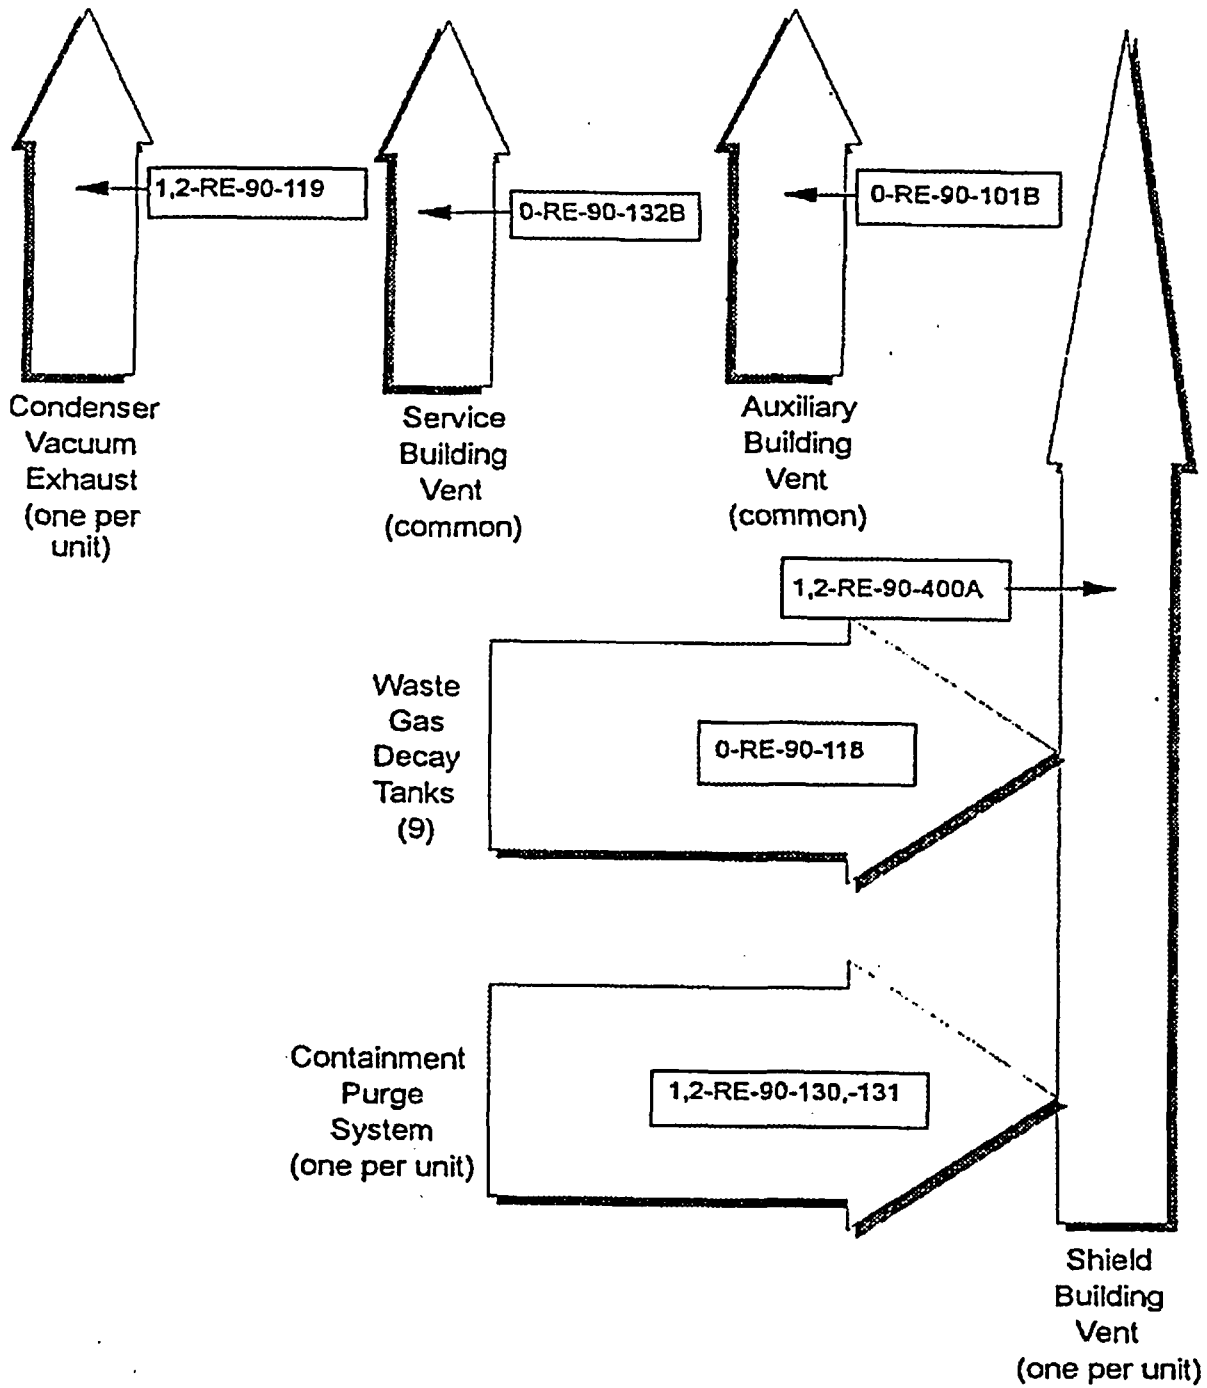 1,2-RE-90-119
0-RE-90-132B
0-RE-90-101B
Condenser
Vacuum
Exhaust
(one per
unit)
Service
Building
Vent
(common)
Auxiliary
Building
Vent
(common)
1,2-RE-90-400A
Waste
Gas
Decay
Tanks
(9)
0-RE-90-118
Containment
Purge
System
(one per unit)
1,2-RE-90-130,-131
Shield
Building
Vent
(one per unit)